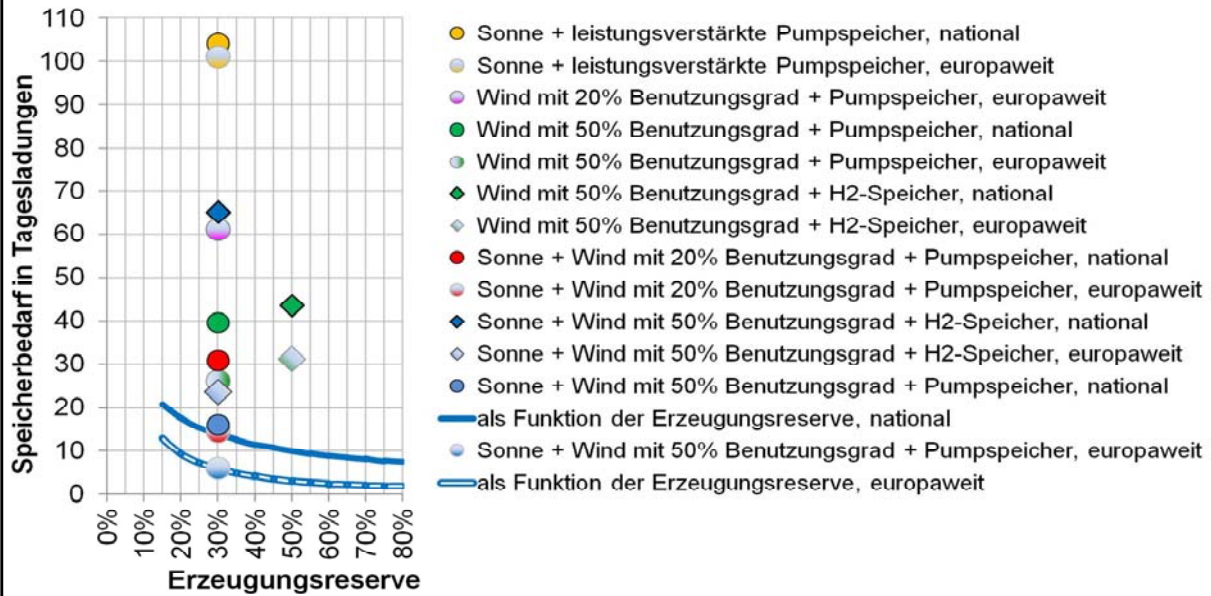 Speicherbedarf in Tagesladungen
110
100
90
80
70
60
50
40
30
20
10
0
0%
10%
20%
30%
40%
50%
60%
70%
80%
Erzeugungsreserve
Sonne + leistungsverstärkte Pumpspeicher, national
Sonne + leistungsverstärkte Pumpspeicher, europaweit
Wind mit 20% Benutzungsgrad + Pumpspeicher, europaweit
Wind mit 50% Benutzungsgrad + Pumpspeicher, national
Wind mit 50% Benutzungsgrad + Pumpspeicher, europaweit
Wind mit 50% Benutzungsgrad + H2-Speicher, national
Wind mit 50% Benutzungsgrad + H2-Speicher, europaweit
Sonne + Wind mit 20% Benutzungsgrad + Pumpspeicher, national
Sonne + Wind mit 20% Benutzungsgrad + Pumpspeicher, europaweit
Sonne + Wind mit 50% Benutzungsgrad + H2-Speicher, national
Sonne + Wind mit 50% Benutzungsgrad + H2-Speicher, europaweit
Sonne + Wind mit 50% Benutzungsgrad + Pumpspeicher, national
als Funktion der Erzeugungsreserve, national
Sonne + Wind mit 50% Benutzungsgrad + Pumpspeicher, europaweit
als Funktion der Erzeugungsreserve, europaweit